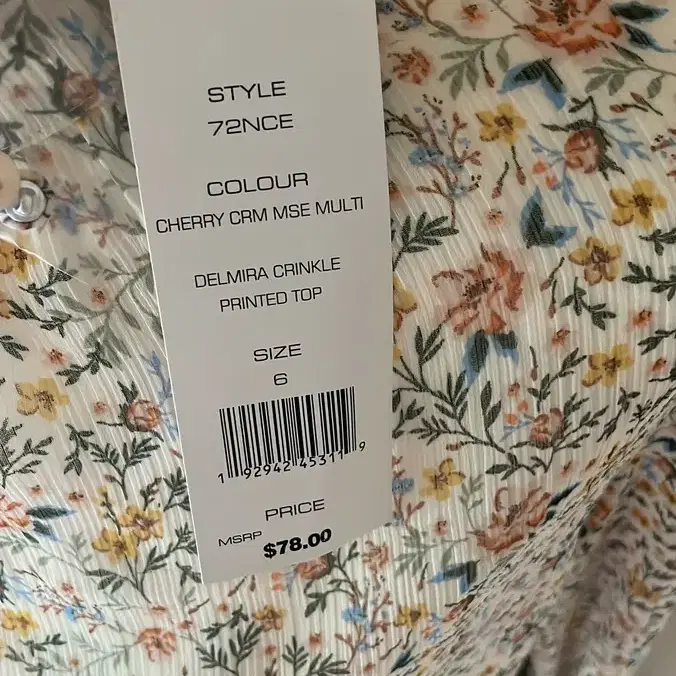 STYLE
72NCE
COLOUR
CHERRY CRM MSE MULTI
DELMIRA CRINKLE
PRINTED TOP
SIZE
6
1 92942 45311 9
PRICE
MSRP $78.00